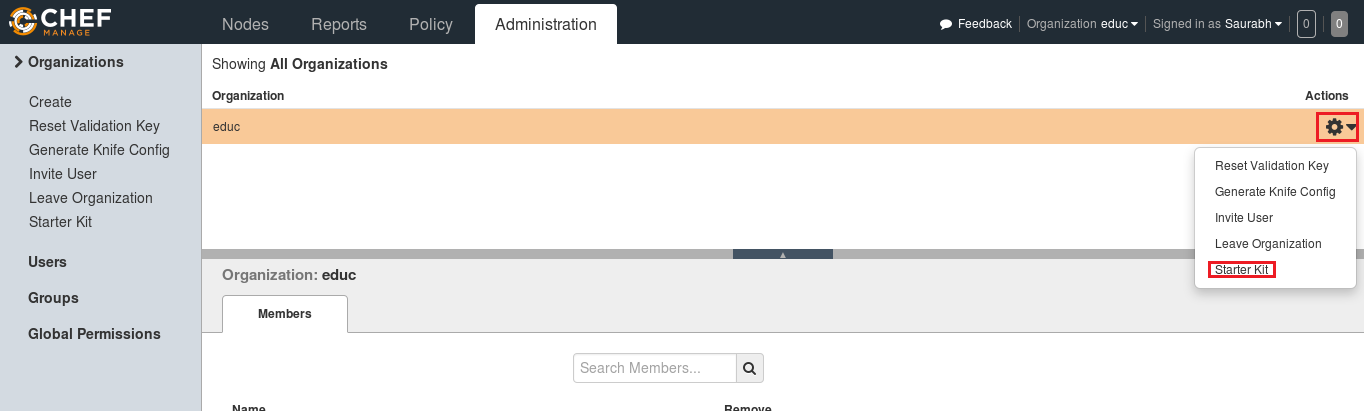 CHEF
MANAGE
Nodes Reports Policy Administration
Feedback Organization educ Signed in as Saurabh 0 0
Organizations
Create
Reset Validation Key
Generate Knife Config
Invite User
Leave Organization
Starter Kit
Users
Groups
Global Permissions
Showing All Organizations
Organization Actions
educ
Reset Validation Key
Generate Knife Config
Invite User
Leave Organization
Starter Kit
Organization: educ
Members
Search Members...
Name Remove